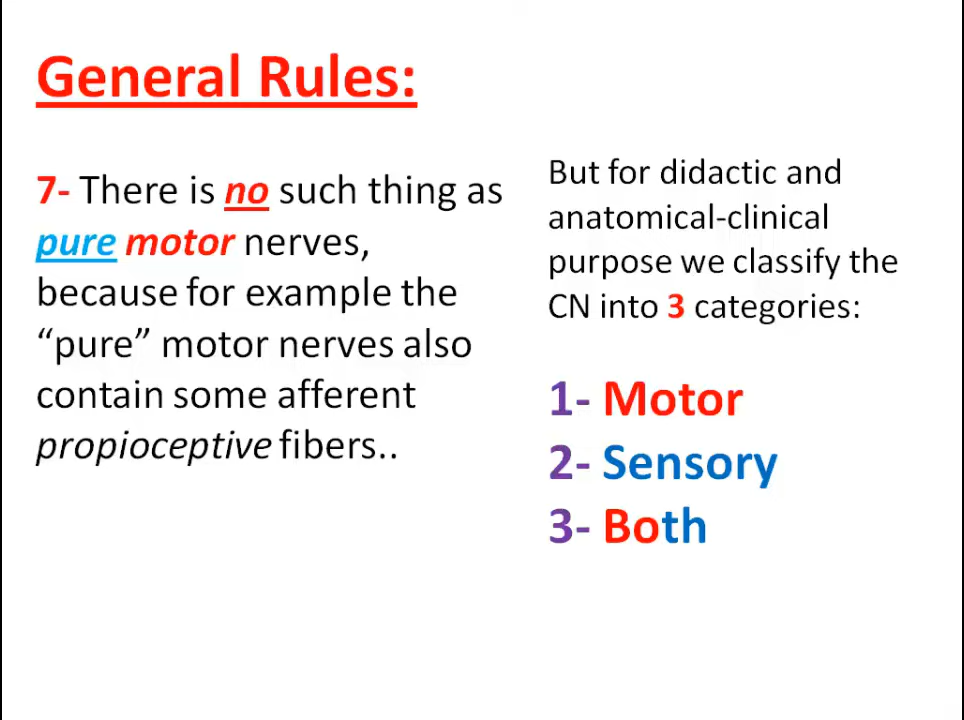 General Rules:
7- There is no such thing as
pure motor nerves,
because for example the
“pure” motor nerves also
contain some afferent
propioceptive fibers..
But for didactic and
anatomical-clinical
purpose we classify the
CN into 3 categories:
1- Motor
2- Sensory
3- Both